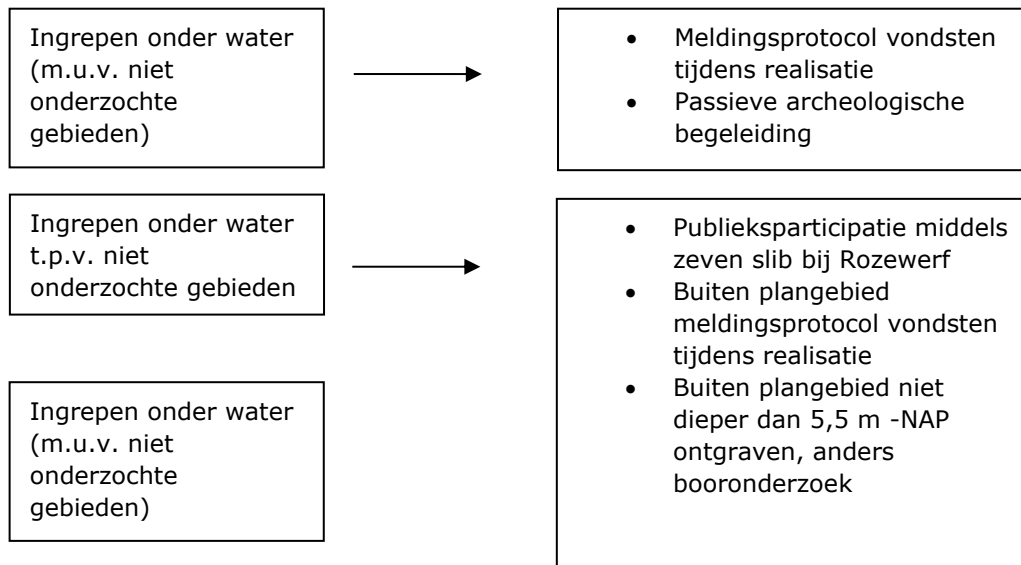 Ingrepen onder water
(m.u.v. niet
onderzochte
gebieden)
• Meldingsprotocol vondsten
tijdens realisatie
• Passieve archeologische
begeleiding
Ingrepen onder water
t.p.v. niet
onderzochte gebieden
• Publieksparticipatie middels
zeven slib bij Rozewerf
• Buiten plangebied
meldingsprotocol vondsten
tijdens realisatie
• Buiten plangebied niet
dieper dan 5,5 m -NAP
ontgraven, anders
booronderzoek
Ingrepen onder water
(m.u.v. niet
onderzochte
gebieden)